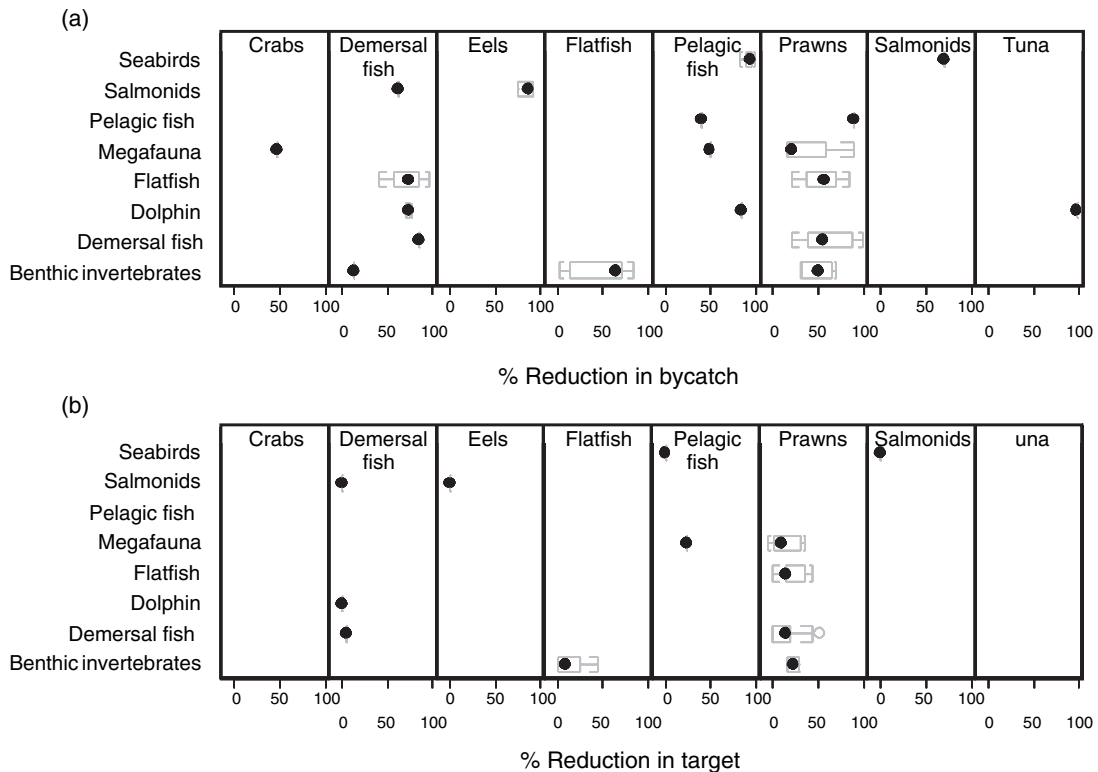 (a)
Crabs Demersal fish Eels Flatfish Pelagic fish Prawns Salmonids Tuna
Seabirds
Salmonids
Pelagic fish
Megafauna
Flatfish
Dolphin
Demersal fish
Benthic invertebrates
0 50 100 0 50 100 0 50 100 0 50 100
0 50 100 0 50 100 0 50 100 0 50 100
% Reduction in bycatch
(b)
Crabs Demersal fish Eels Flatfish Pelagic fish Prawns Salmonids una
Seabirds
Salmonids
Pelagic fish
Megafauna
Flatfish
Dolphin
Demersal fish
Benthic invertebrates
0 50 100 0 50 100 0 50 100 0 50 100
0 50 100 0 50 100 0 50 100 0 50 100
% Reduction in target